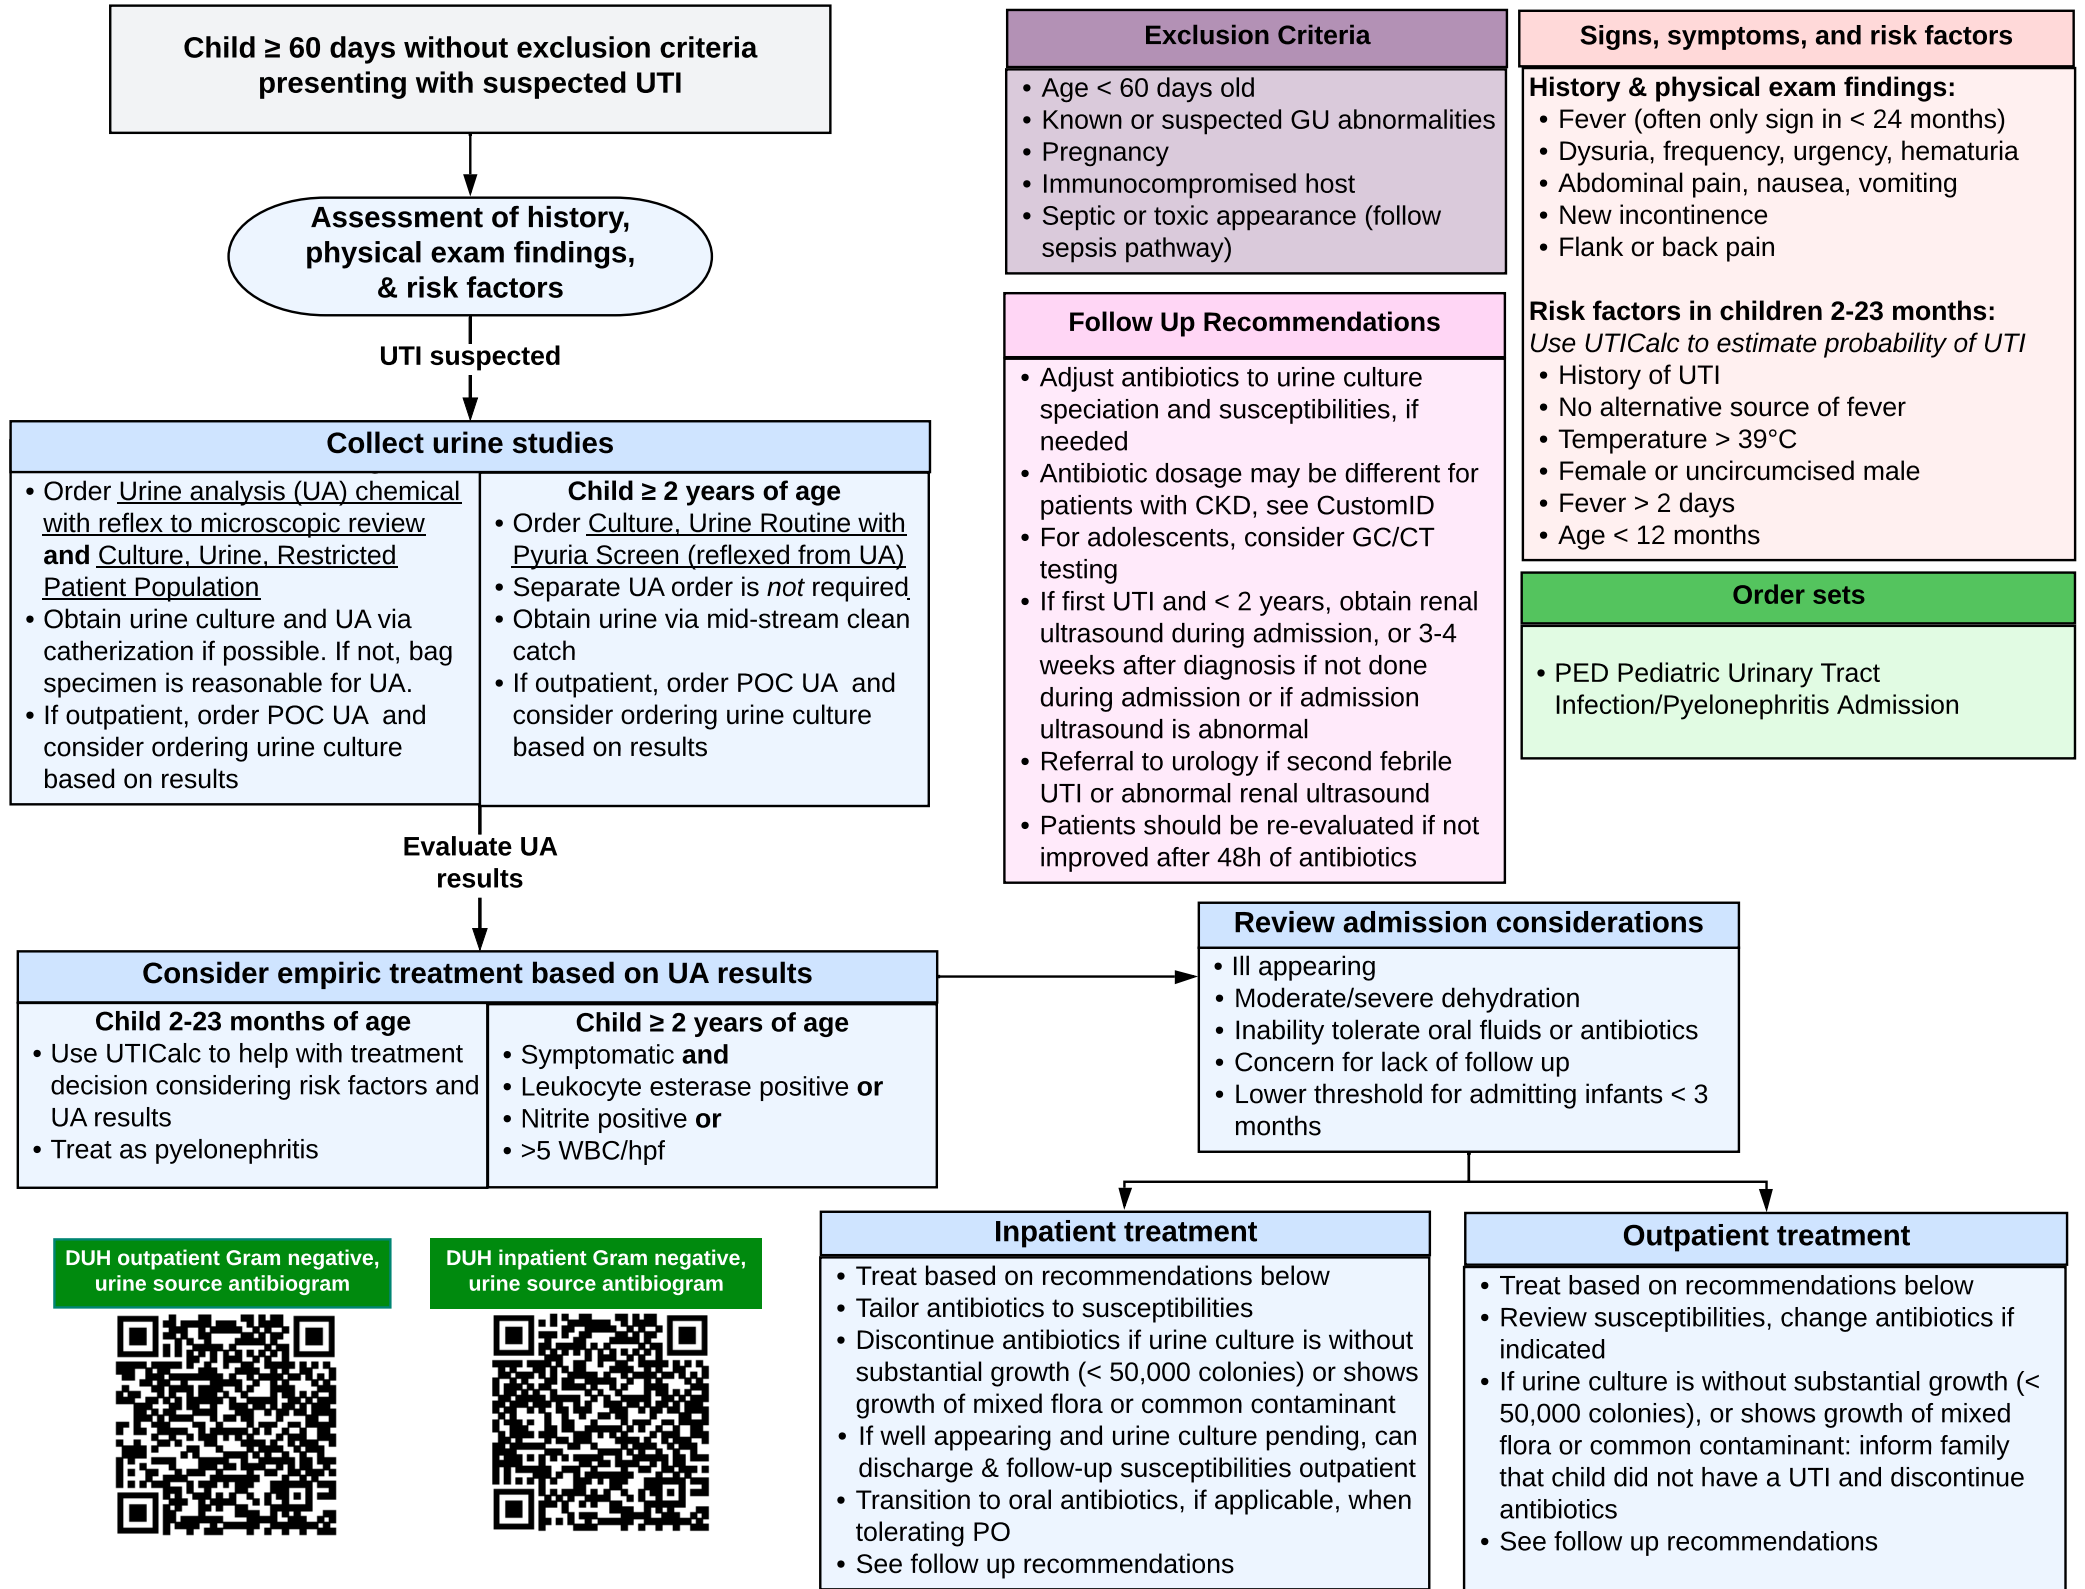 Child ≥ 60 days without exclusion criteria
presenting with suspected UTI
Assessment of history,
physical exam findings,
& risk factors
UTI suspected
Collect urine studies
• Order Urine analysis (UA) chemical
with reflex to microscopic review
and Culture, Urine, Restricted
Patient Population
• Obtain urine culture and UA via
catherization if possible. If not, bag
specimen is reasonable for UA.
• If outpatient, order POC UA and
consider ordering urine culture
based on results
Child ≥ 2 years of age
• Order Culture, Urine Routine with
Pyuria Screen (reflexed from UA)
• Separate UA order is not required
• Obtain urine via mid-stream clean
catch
• If outpatient, order POC UA and
consider ordering urine culture
based on results
Evaluate UA
results
Consider empiric treatment based on UA results
Child 2-23 months of age
• Use UTICalc to help with treatment
decision considering risk factors and
UA results
• Treat as pyelonephritis
Child ≥ 2 years of age
• Symptomatic and
• Leukocyte esterase positive or
• Nitrite positive or
• >5 WBC/hpf
DUH outpatient Gram negative,
urine source antibiogram
DUH inpatient Gram negative,
urine source antibiogram
Exclusion Criteria
• Age < 60 days old
• Known or suspected GU abnormalities
• Pregnancy
• Immunocompromised host
• Septic or toxic appearance (follow
sepsis pathway)
Follow Up Recommendations
• Adjust antibiotics to urine culture
speciation and susceptibilities, if
needed
• Antibiotic dosage may be different for
patients with CKD, see CustomID
• For adolescents, consider GC/CT
testing
• If first UTI and < 2 years, obtain renal
ultrasound during admission, or 3-4
weeks after diagnosis if not done
during admission or if admission
ultrasound is abnormal
• Referral to urology if second febrile
UTI or abnormal renal ultrasound
• Patients should be re-evaluated if not
improved after 48h of antibiotics
Signs, symptoms, and risk factors
History & physical exam findings:
• Fever (often only sign in < 24 months)
• Dysuria, frequency, urgency, hematuria
• Abdominal pain, nausea, vomiting
• New incontinence
• Flank or back pain
Risk factors in children 2-23 months:
Use UTICalc to estimate probability of UTI
• History of UTI
• No alternative source of fever
• Temperature > 39°C
• Female or uncircumcised male
• Fever > 2 days
• Age < 12 months
Order sets
• PED Pediatric Urinary Tract
Infection/Pyelonephritis Admission
Review admission considerations
• Ill appearing
• Moderate/severe dehydration
• Inability tolerate oral fluids or antibiotics
• Concern for lack of follow up
• Lower threshold for admitting infants < 3
months
Inpatient treatment
• Treat based on recommendations below
• Tailor antibiotics to susceptibilities
• Discontinue antibiotics if urine culture is without
substantial growth (< 50,000 colonies) or shows
growth of mixed flora or common contaminant
• If well appearing and urine culture pending, can
discharge & follow-up susceptibilities outpatient
• Transition to oral antibiotics, if applicable, when
tolerating PO
• See follow up recommendations
Outpatient treatment
• Treat based on recommendations below
• Review susceptibilities, change antibiotics if
indicated
• If urine culture is without substantial growth (<
50,000 colonies), or shows growth of mixed
flora or common contaminant: inform family
that child did not have a UTI and discontinue
antibiotics
• See follow up recommendations